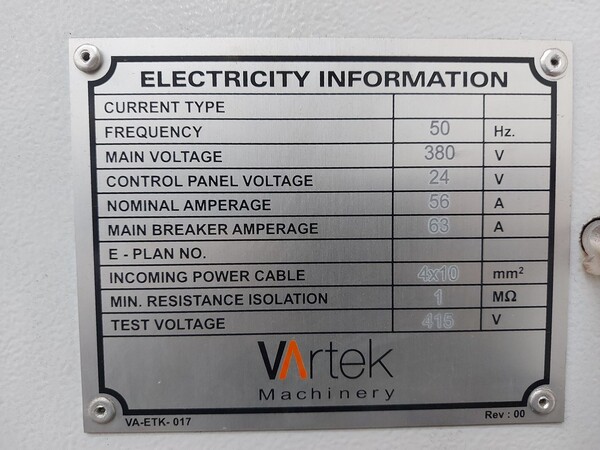 ELECTRICITY INFORMATION
CURRENT TYPE
FREQUENCY 50 Hz.
MAIN VOLTAGE 380 V
CONTROL PANEL VOLTAGE 24 V
NOMINAL AMPERAGE 56 A
MAIN BREAKER AMPERAGE 63 A
E - PLAN NO.
INCOMING POWER CABLE 4x10 mm²
MIN. RESISTANCE ISOLATION 1 MΩ
TEST VOLTAGE 415 V
VArtek
Machinery
VA-ETK- 017 Rev : 00